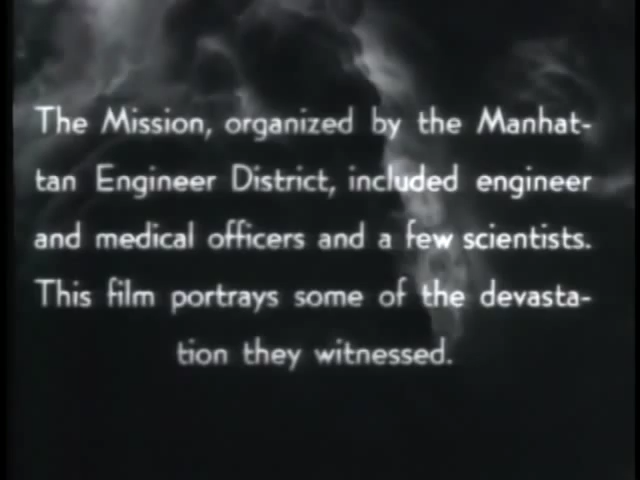 The Mission, organized by the Manhat-
tan Engineer District, included engineer
and medical officers and a few scientists.
This film portrays some of the devasta-
tion they witnessed.